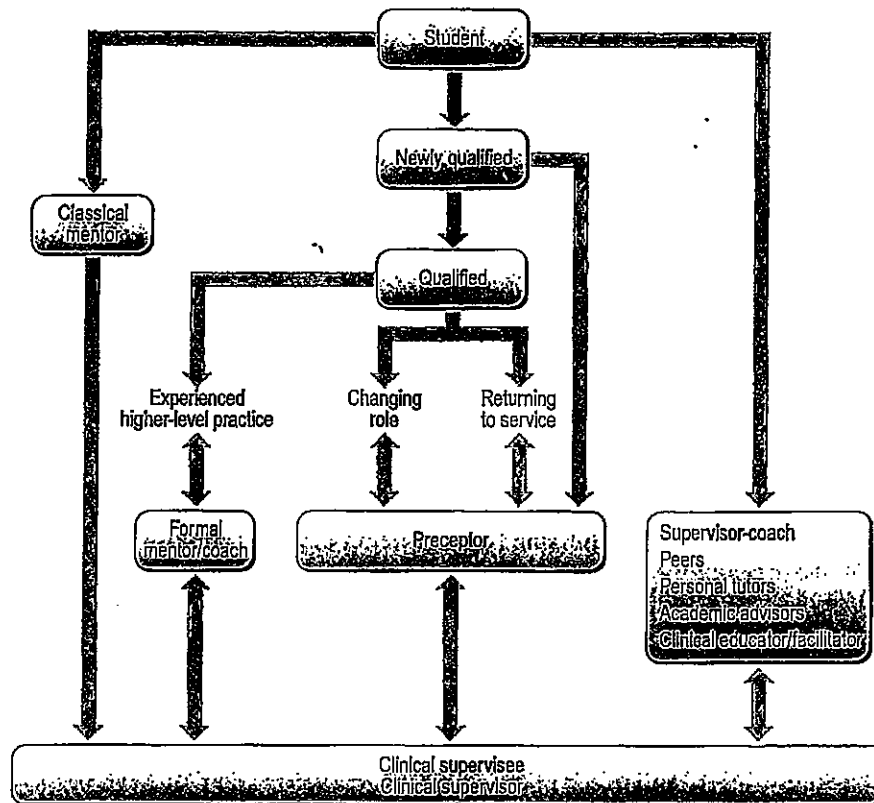 Student
Newly qualified
Classical
mentor
Qualified
Experienced
higher-level practice
Changing
role
Returning
to service
Formal
mentor/coach
Preceptor
Supervisor-coach
Peers
Personal tutors
Academic advisors
Clinical educator/facilitator
Clinical supervisee
Clinical supervisor